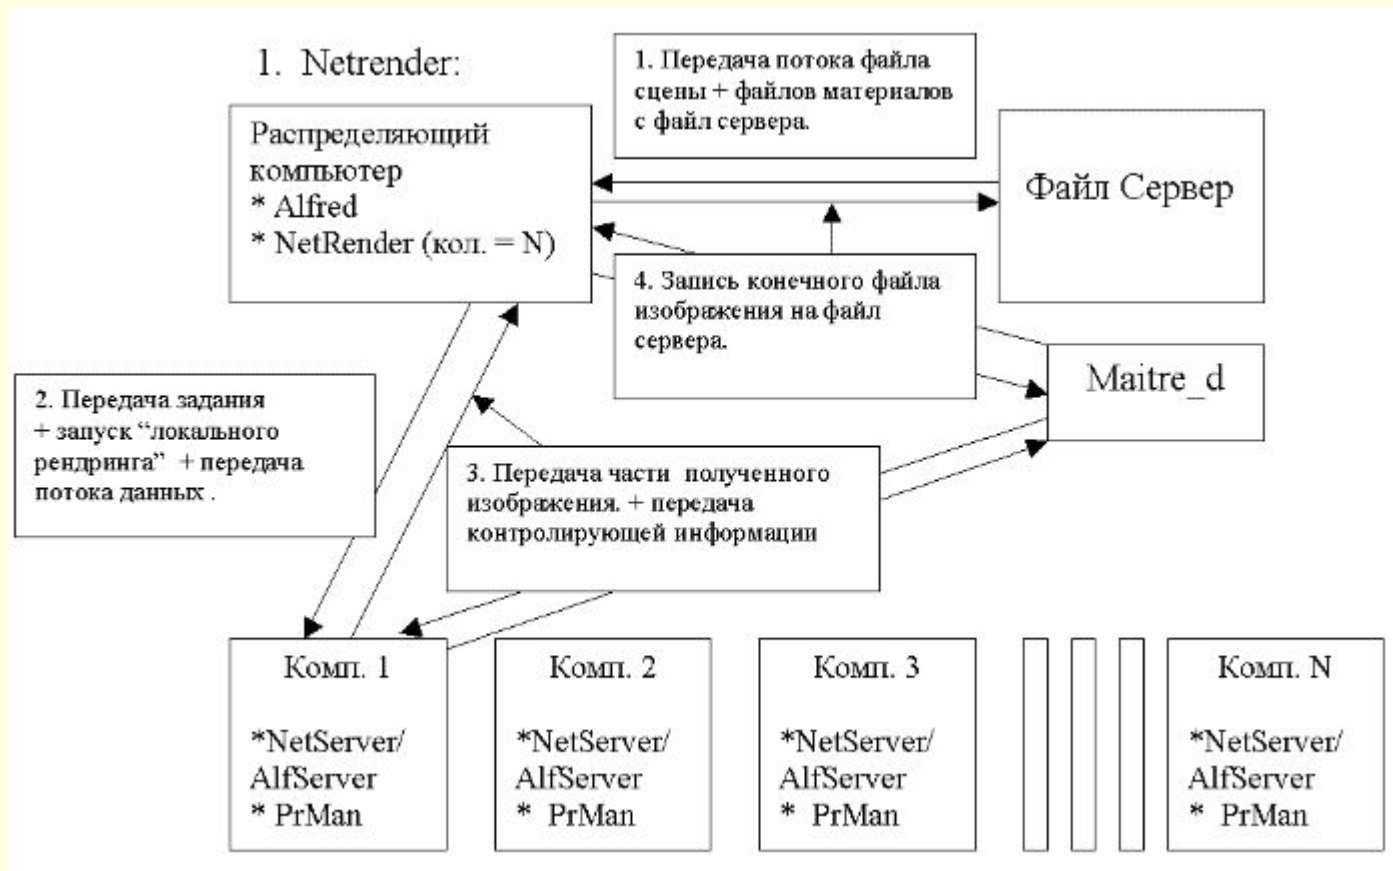 1. Netrender:
1. Передача потока файла
сцены + файлов материалов
с файл сервера.
Распределяющий
компьютер
* Alfred
* NetRender (кол. = N)
Файл Сервер
4. Запись конечного файла
изображения на файл
сервера.
Maitre_d
2. Передача задания
+ запуск “локального
рендринга” + передача
потока данных .
3. Передача части полученного
изображения. + передача
контролирующей информации
Комп. 1
*NetServer/
AlfServer
* PrMan
Комп. 2
*NetServer/
AlfServer
* PrMan
Комп. 3
*NetServer/
AlfServer
* PrMan
Комп. N
*NetServer/
AlfServer
* PrMan